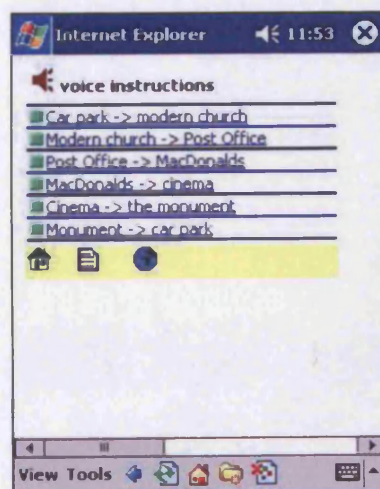 Internet Explorer 11:53
voice instructions
Car park -> modern church
Modern church -> Post Office
Post Office -> MacDonalds
MacDonalds -> cinema
Cinema -> the monument
Monument -> car park
View Tools